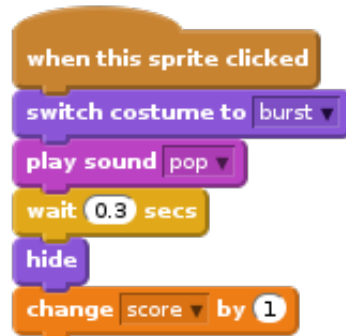 when this sprite clicked
switch costume to burst
play sound pop
wait 0.3 secs
hide
change score by 1